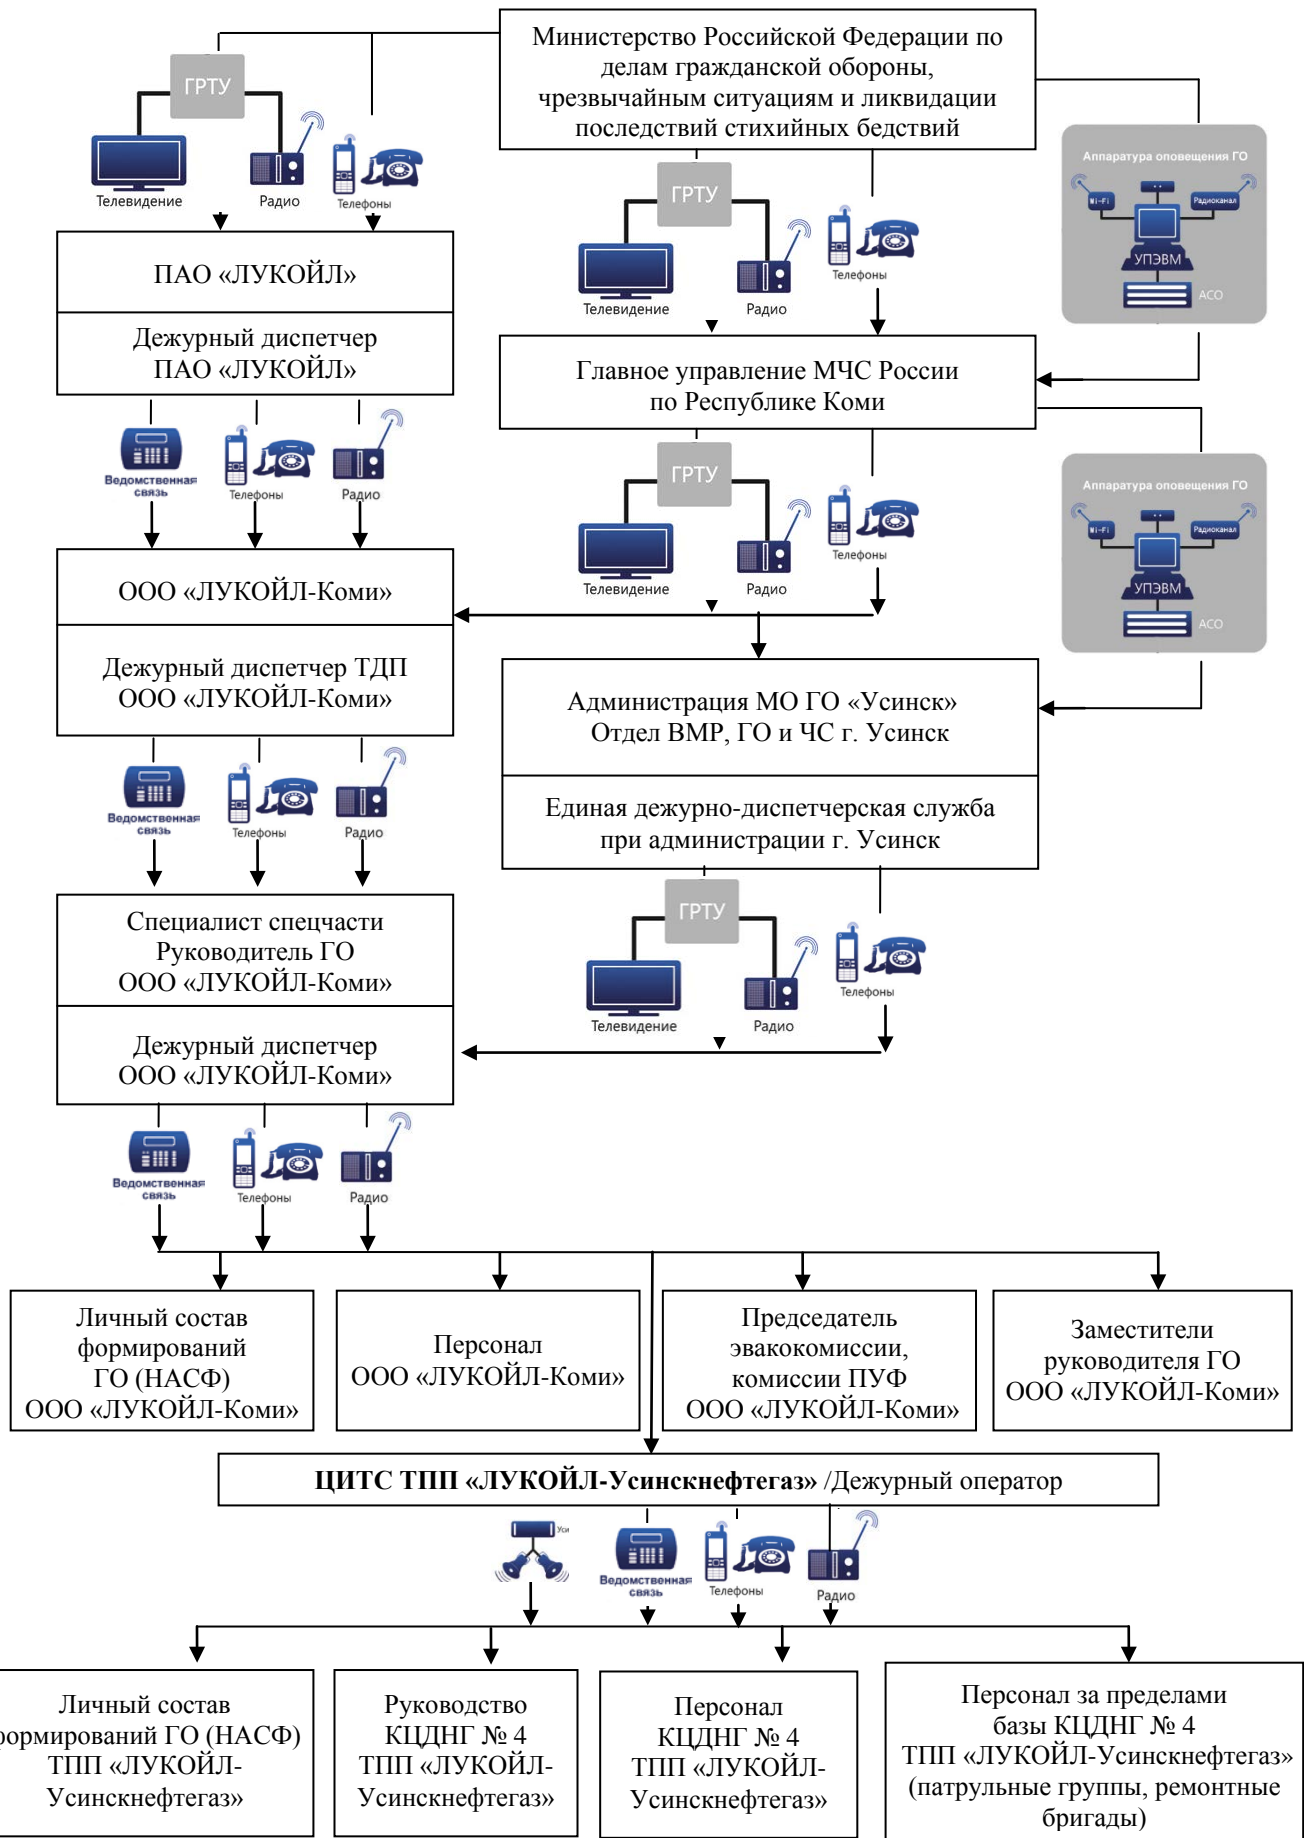 Министерство Российской Федерации по
делам гражданской обороны,
чрезвычайным ситуациям и ликвидации
последствий стихийных бедствий
ГРТУ
Телевидение
Радио
Телефоны
ГРТУ
Телевидение
Радио
Телефоны
Аппаратура оповещения ГО
Wi-Fi
Радиоканал
УПЭВМ
АСО
ПАО «ЛУКОЙЛ»
Дежурный диспетчер
ПАО «ЛУКОЙЛ»
Главное управление МЧС России
по Республике Коми
Ведомственная
связь
Телефоны
Радио
ГРТУ
Телевидение
Радио
Телефоны
Аппаратура оповещения ГО
Wi-Fi
Радиоканал
УПЭВМ
АСО
ООО «ЛУКОЙЛ-Коми»
Дежурный диспетчер ТДП
ООО «ЛУКОЙЛ-Коми»
Администрация МО ГО «Усинск»
Отдел ВМР, ГО и ЧС г. Усинск
Единая дежурно-диспетчерская служба
при администрации г. Усинск
Ведомственная
связь
Телефоны
Радио
ГРТУ
Телевидение
Радио
Телефоны
Специалист спецчасти
Руководитель ГО
ООО «ЛУКОЙЛ-Коми»
Дежурный диспетчер
ООО «ЛУКОЙЛ-Коми»
Ведомственная
связь
Телефоны
Радио
Личный состав
формирований
ГО (НАСФ)
ООО «ЛУКОЙЛ-Коми»
Персонал
ООО «ЛУКОЙЛ-Коми»
Председатель
эвакокомиссии,
комиссии ПУФ
ООО «ЛУКОЙЛ-Коми»
Заместители
руководителя ГО
ООО «ЛУКОЙЛ-Коми»
ЦИТС ТПП «ЛУКОЙЛ-Усинскнефтегаз» /Дежурный оператор
Уси
Ведомственная
связь
Телефоны
Радио
Личный состав
формирований ГО (НАСФ)
ТПП «ЛУКОЙЛ-
Усинскнефтегаз»
Руководство
КЦДНГ № 4
ТПП «ЛУКОЙЛ-
Усинскнефтегаз»
Персонал
КЦДНГ № 4
ТПП «ЛУКОЙЛ-
Усинскнефтегаз»
Персонал за пределами
базы КЦДНГ № 4
ТПП «ЛУКОЙЛ-Усинскнефтегаз»
(патрульные группы, ремонтные
бригады)